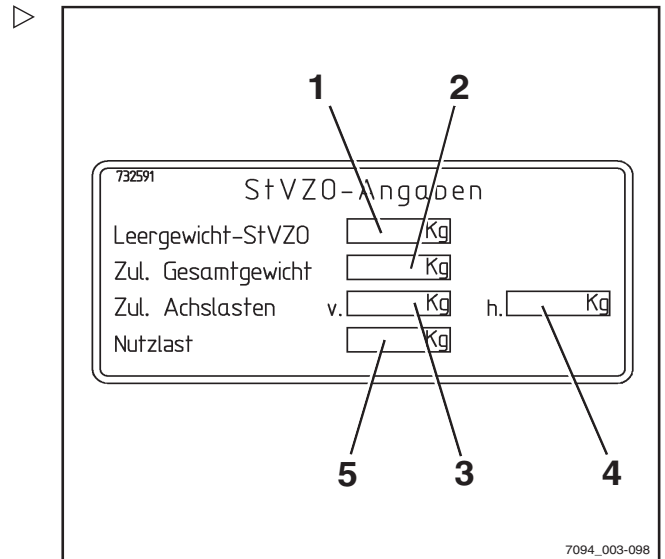 1 2
732591
StVZO-Angaben
Leergewicht-StVZO Kg
Zul. Gesamtgewicht Kg
Zul. Achslasten v. Kg h. Kg
Nutzlast Kg
5 3 4
7094_003-098